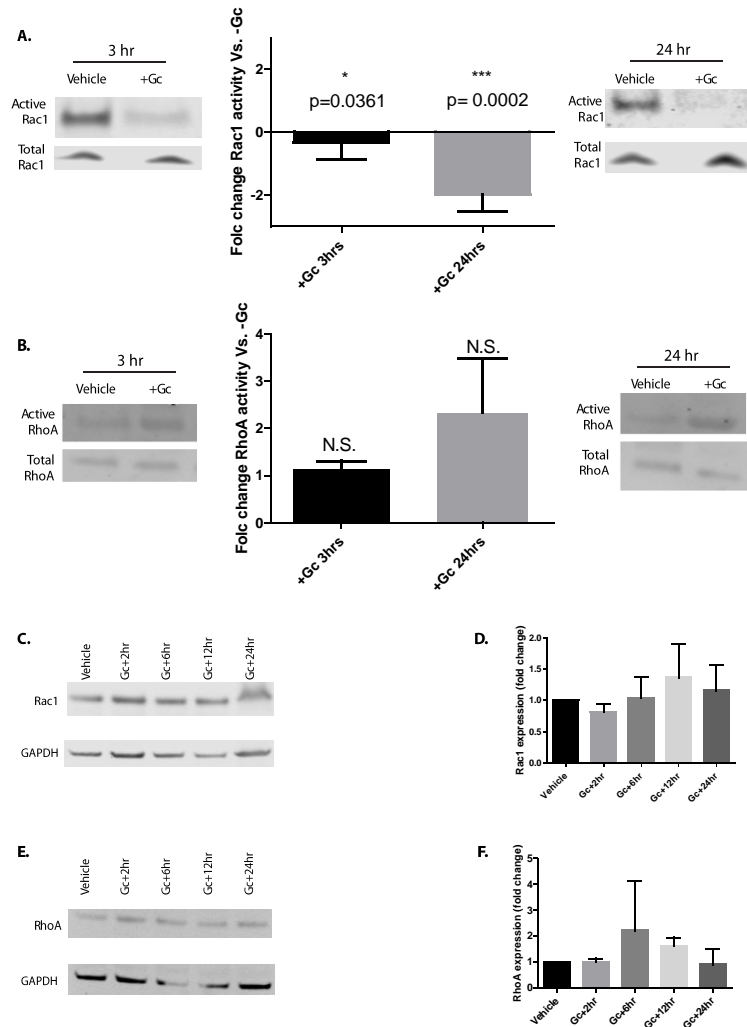 A.
3 hr
Vehicle +Gc
Active
Rac1
Total
Rac1
Folc change Rac1 activity Vs. -Gc
2
0
-2
*
p=0.0361
***
p= 0.0002
+Gc 3hrs
+Gc 24hrs
24 hr
Vehicle +Gc
Active
Rac1
Total
Rac1
B.
3 hr
Vehicle +Gc
Active
RhoA
Total
RhoA
Folc change RhoA activity Vs. -Gc
4
3
2
1
0
N.S.
N.S.
+Gc 3hrs
+Gc 24hrs
24 hr
Vehicle +Gc
Active
RhoA
Total
RhoA
C.
Vehicle
Gc+2hr
Gc+6hr
Gc+12hr
Gc+24hr
Rac1
GAPDH
D.
Rac1 expression (fold change)
2.0
1.5
1.0
0.5
0.0
Vehicle
Gc+2hr
Gc+6hr
Gc+12hr
Gc+24hr
E.
Vehicle
Gc+2hr
Gc+6hr
Gc+12hr
Gc+24hr
RhoA
GAPDH
F.
RhoA expression (fold change)
5
4
3
2
1
0
Vehicle
Gc+2hr
Gc+6hr
Gc+12hr
Gc+24hr